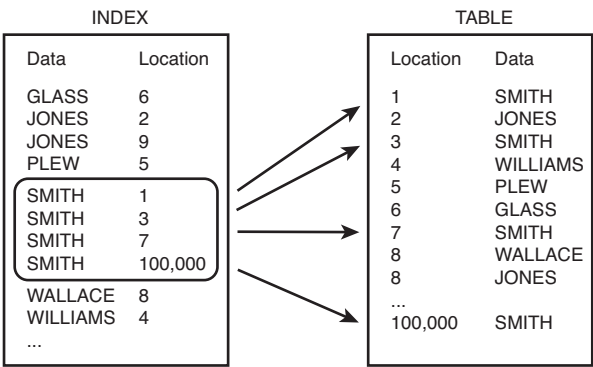 INDEX
Data Location
GLASS 6
JONES 2
JONES 9
PLEW 5
SMITH 1
SMITH 3
SMITH 7
SMITH 100,000
WALLACE 8
WILLIAMS 4
...
TABLE
Location Data
1 SMITH
2 JONES
3 SMITH
4 WILLIAMS
5 PLEW
6 GLASS
7 SMITH
8 WALLACE
8 JONES
...
100,000 SMITH